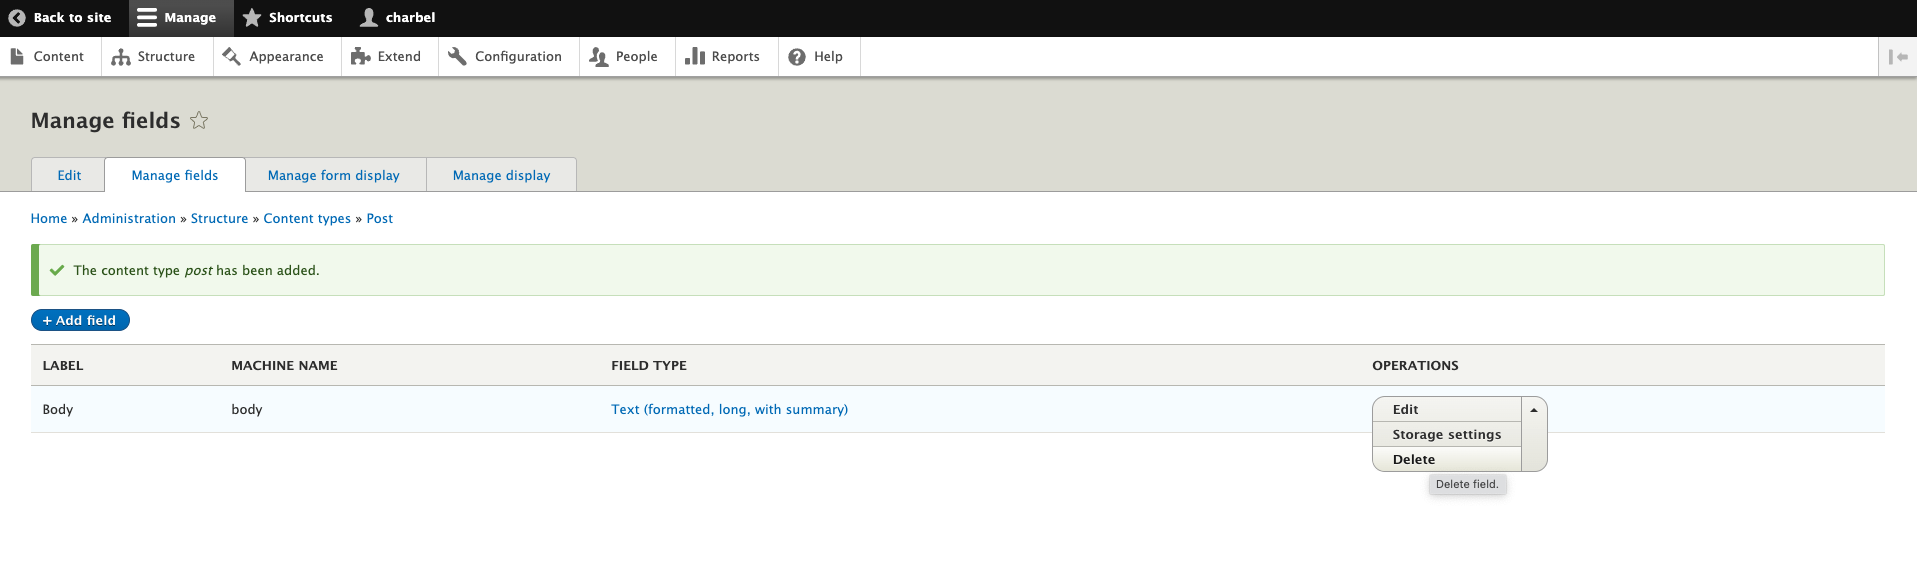 Back to site Manage Shortcuts charbel
Content Structure Appearance Extend Configuration People Reports Help
Manage fields
Edit Manage fields Manage form display Manage display
Home » Administration » Structure » Content types » Post
The content type post has been added.
+ Add field
LABEL MACHINE NAME FIELD TYPE OPERATIONS
Body body Text (formatted, long, with summary) Edit
Storage settings
Delete
Delete field.